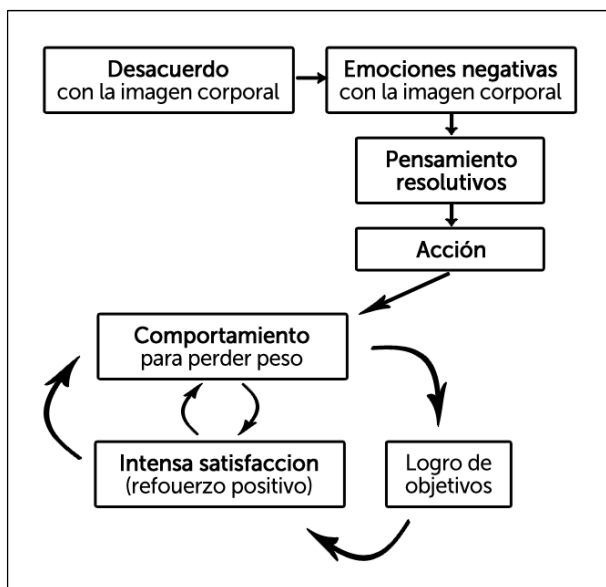 Desacuerdo
con la imagen corporal
Emociones negativas
con la imagen corporal
Pensamiento
resolutivos
Acción
Comportamiento
para perder peso
Intensa satisfaccion
(refouerzo positivo)
Logro de
objetivos